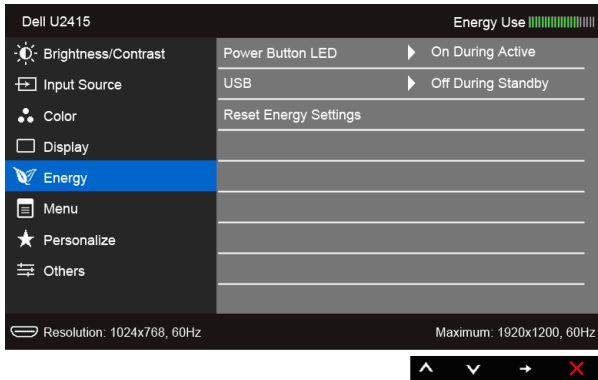 Dell U2415 Energy Use
Brightness/Contrast Power Button LED On During Active
Input Source USB Off During Standby
Color Reset Energy Settings
Display
Energy
Menu
Personalize
Others
Resolution: 1024x768, 60Hz Maximum: 1920x1200, 60Hz